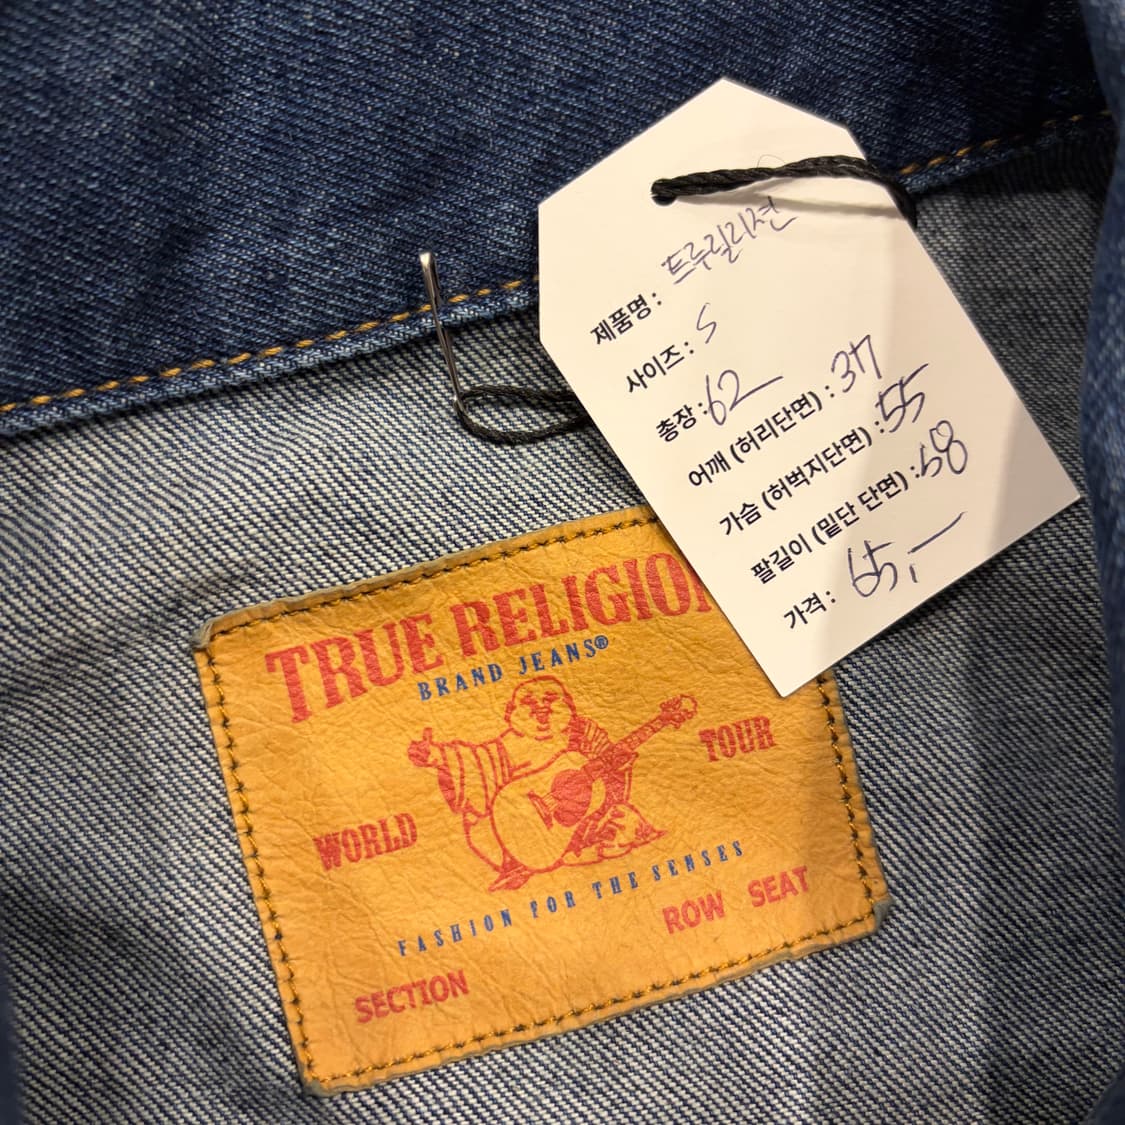 제품명 : 트루릴리젼
사이즈 : S
총장 : 62
어깨 (허리단면) : 37
가슴 (허벅지단면) : 55
팔길이 (밑단 단면) : 58
가격 : 65,-
TRUE RELIGION
BRAND JEANS®
WORLD TOUR
FASHION FOR THE SENSES
SECTION ROW SEAT